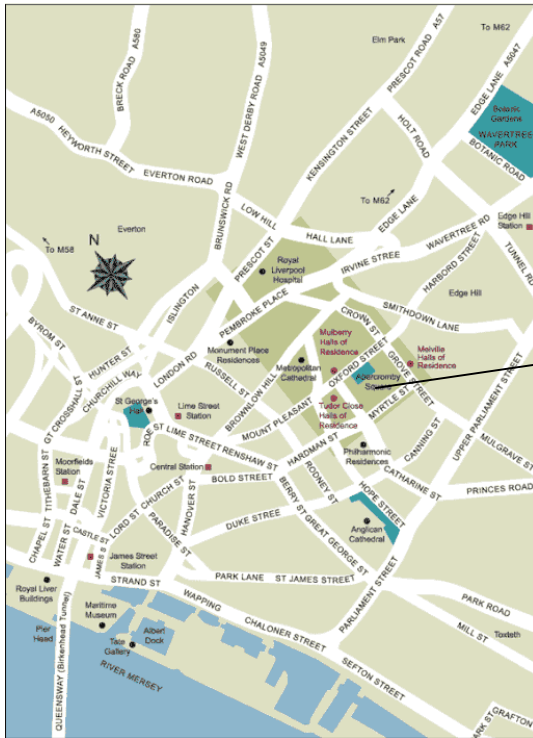 To M62
A580
A5049
Elm Park
A57
PRESCOT ROAD
A5047
EDGE LANE
BRECK ROAD
WEST DERBY ROAD
Botanic
Gardens
WAVERTREE
PARK
A5050
HEYWORTH STREET
KENSINGTON STREET
HOLT ROAD
BOTANIC ROAD
EVERTON ROAD
To M62
EDGE LANE
BRUNSWICK RD
LOW HILL
HALL LANE
Edge Hill
Station
Everton
To M58
N
PRESCOT ST
WAVERTREE RD
IRVINE STREET
Royal
Liverpool
Hospital
TUNNEL RD
HARBORD STREET
Edge Hill
ISLINGTON
PEMBROKE PLACE
SMITHDOWN LANE
CROWN ST
ST ANNE ST
BYROM ST
HUNTER ST
CHURCHILL WAY
LONDON RD
Monument Place
Residences
RUSSELL ST
Mulberry
Halls of
Residence
OXFORD STREET
GROVE STREET
Melville
Halls of
Residence
Metropolitan
Cathedral
Abercromby
Square
UPPER PARLIAMENT STREET
GT CROSSHALL ST
St George's
Hall
Lime Street
Station
BROWNLOW HILL
MOUNT PLEASANT
Tudor Close
Halls of
Residence
MYRTLE ST
CANNING ST
MULGRAVE ST
LIME STREET
RENSHAW ST
HARDMAN ST
Philharmonic
Residences
CATHARINE ST
PRINCES ROAD
Moorfields
Station
TITHEBARN ST
DALE ST
VICTORIA STREET
Central Station
BOLD STREET
RODNEY ST
HOPE STREET
CHURCH ST
HANOVER ST
BERRY ST
GREAT GEORGE ST
DUKE STREE
Anglican
Cathedral
CHAPEL ST
WATER ST
CASTLE ST
JAMES S
LORD ST
PARADISE ST
James Street
Station
STRAND ST
PARK LANE
ST JAMES STREET
PARLIAMENT STREET
PARK ROAD
Royal Liver
Buildings
Pier
Head
Maritime
Museum
WAPPING
CHALONER STREET
MILL ST
Toxteth
Albert
Dock
Tate
Gallery
RIVER MERSEY
SEFTON STREET
QUEENSWAY (Birkenhead Tunnel)
PARK ST
GRAFTON